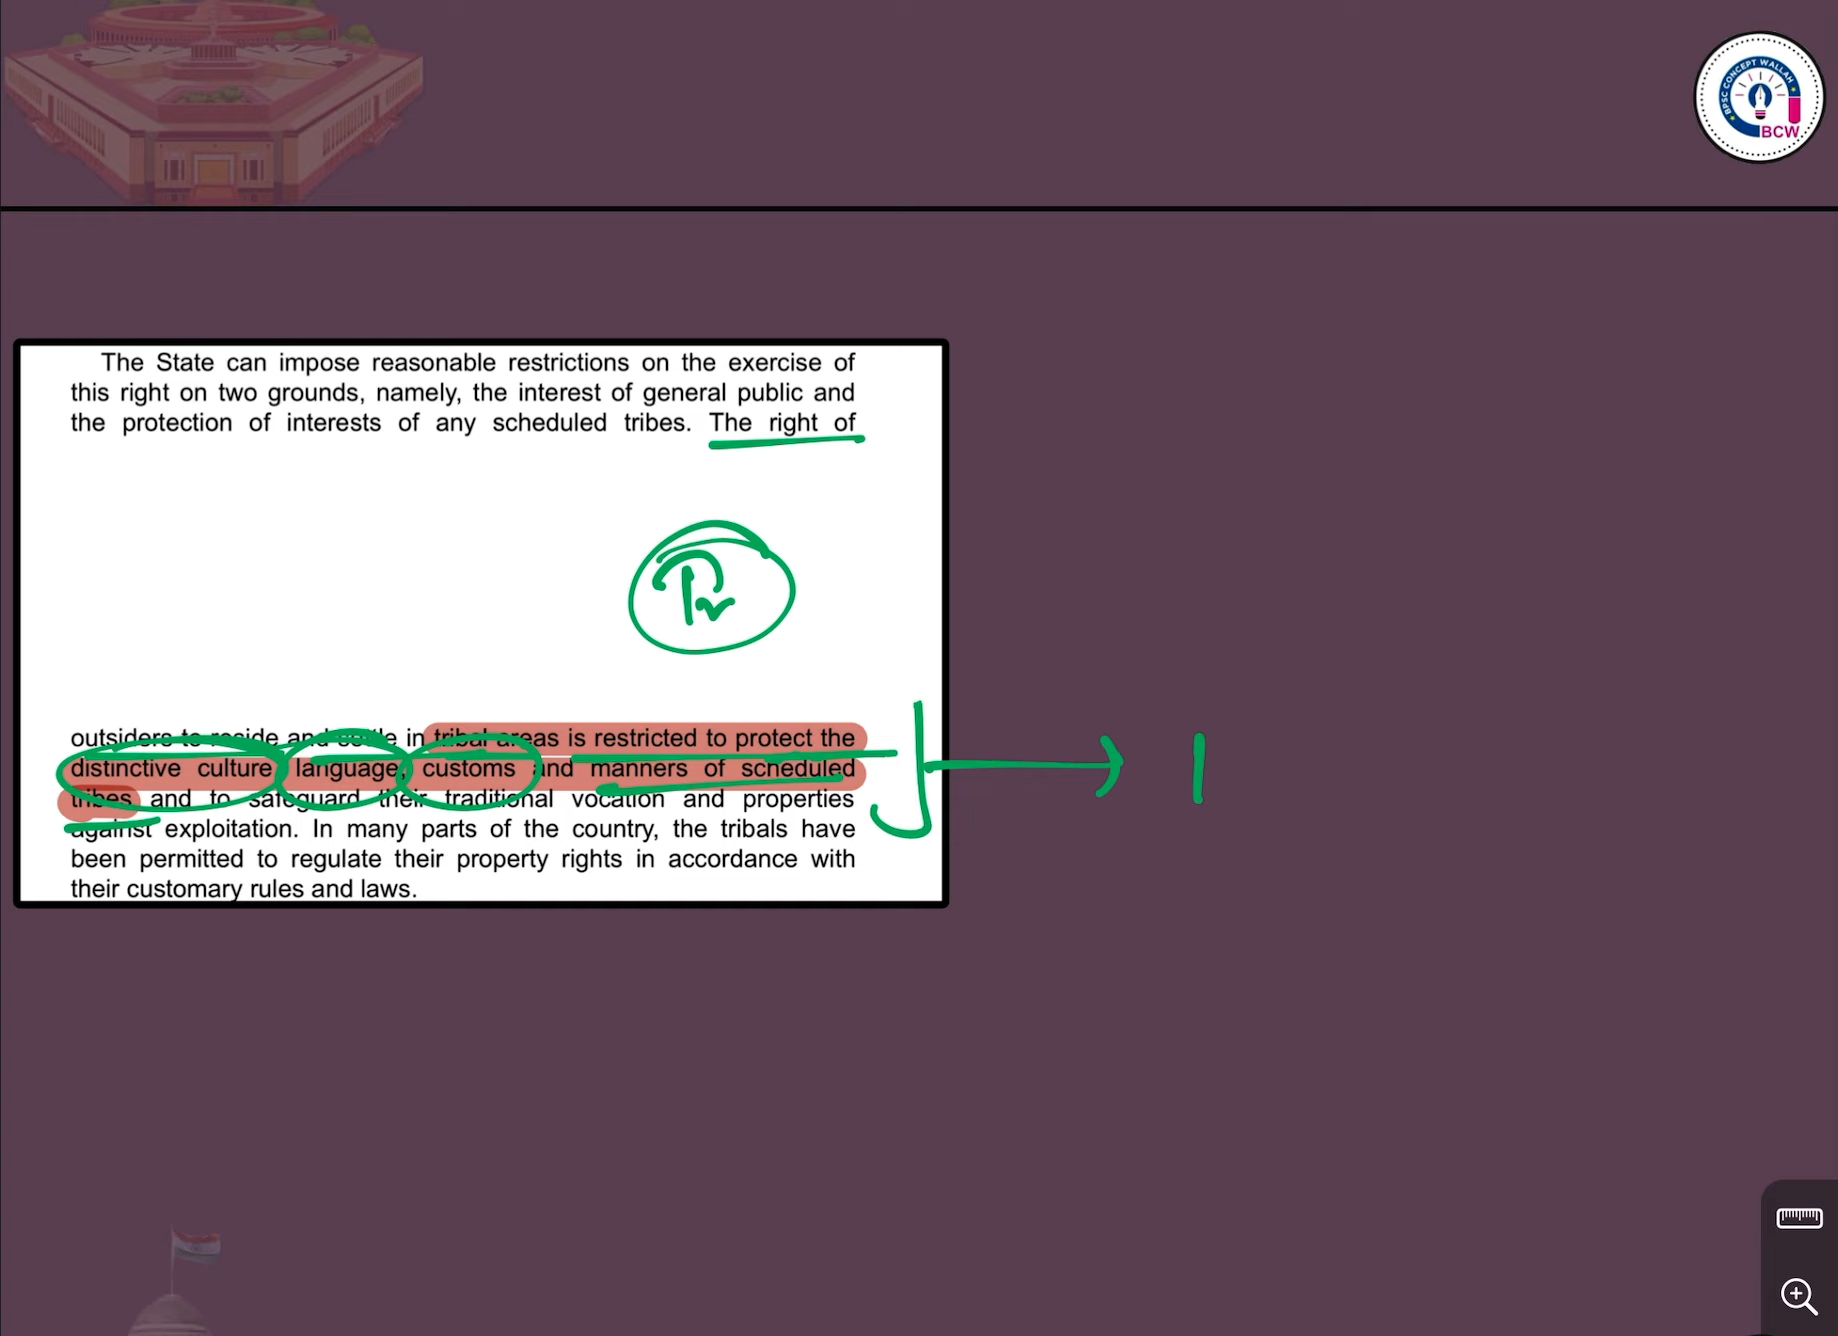 BPSC CONCEPT WALLAH
BCW
The State can impose reasonable restrictions on the exercise of
this right on two grounds, namely, the interest of general public and
the protection of interests of any scheduled tribes. The right of
outsiders to reside and settle in tribal areas is restricted to protect the
distinctive culture, language, customs and manners of scheduled
tribes and to safeguard their traditional vocation and properties
against exploitation. In many parts of the country, the tribals have
been permitted to regulate their property rights in accordance with
their customary rules and laws.